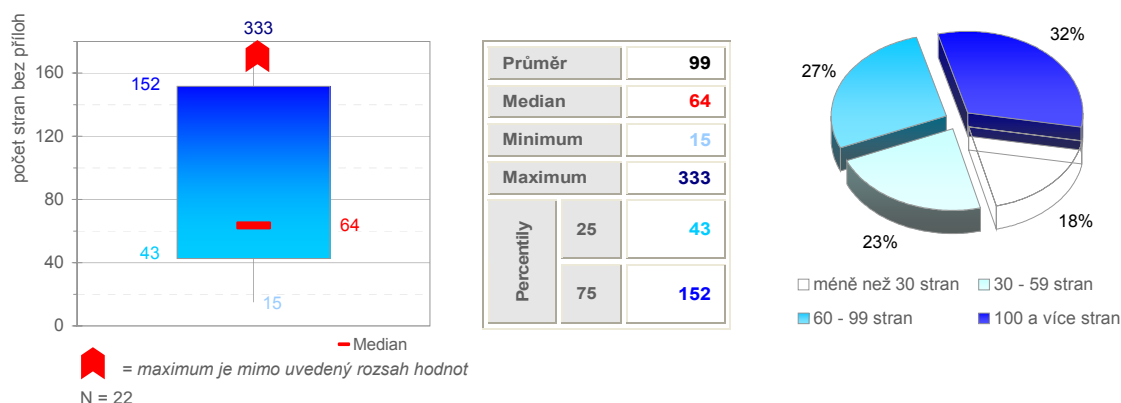 počet stran bez příloh
333
160
152
120
80
64
40
43
15
0
Median
= maximum je mimo uvedený rozsah hodnot
N = 22
Průměr 99
Median 64
Minimum 15
Maximum 333
Percentily
25 43
75 152
32%
27%
23%
18%
méně než 30 stran
30 - 59 stran
60 - 99 stran
100 a více stran